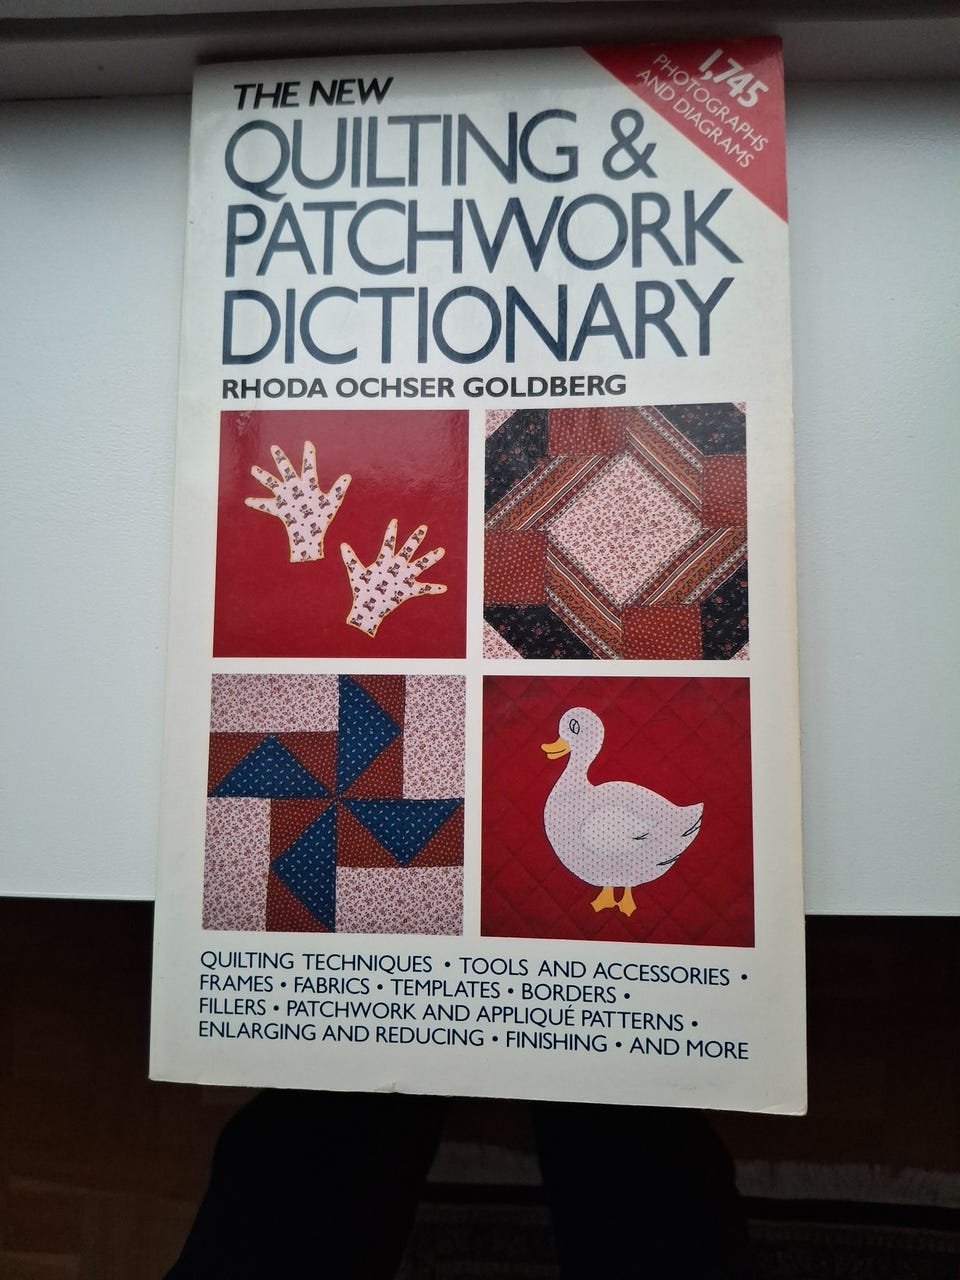 THE NEW
QUILTING &
PATCHWORK
DICTIONARY
RHODA OCHSER GOLDBERG
1,745
PHOTOGRAPHS
AND DIAGRAMS
QUILTING TECHNIQUES • TOOLS AND ACCESSORIES •
FRAMES • FABRICS • TEMPLATES • BORDERS •
FILLERS • PATCHWORK AND APPLIQUÉ PATTERNS •
ENLARGING AND REDUCING • FINISHING • AND MORE